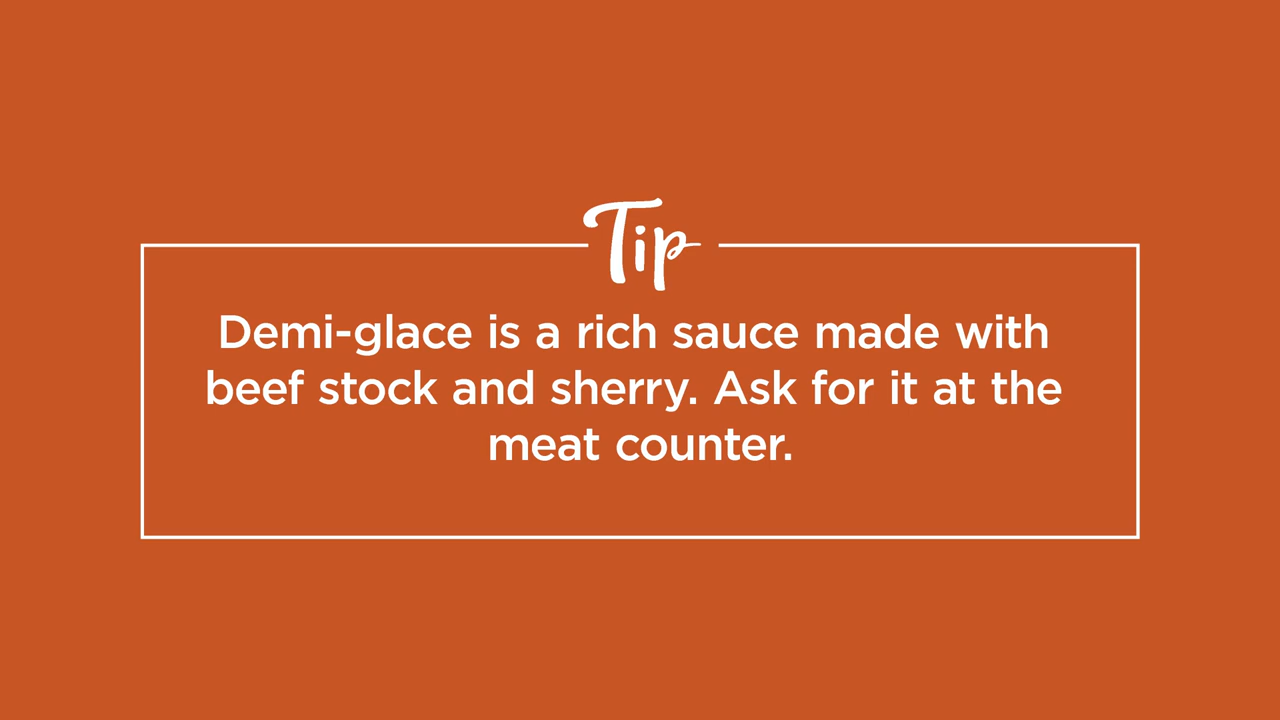 Tip
Demi-glace is a rich sauce made with
beef stock and sherry. Ask for it at the
meat counter.